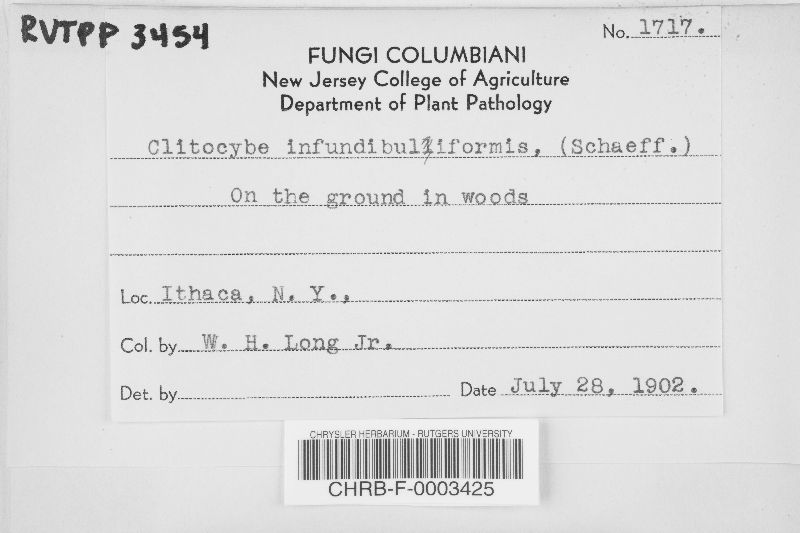 RVTPP 3454
No. 1717.
FUNGI COLUMBIANI
New Jersey College of Agriculture
Department of Plant Pathology
Clitocybe infundibuliformis, (Schaeff.)
On the ground in woods
Loc. Ithaca, N. Y.,
Col. by W. H. Long Jr.
Det. by
Date July 28, 1902.
CHRYSLER HERBARIUM - RUTGERS UNIVERSITY
CHRB-F-0003425